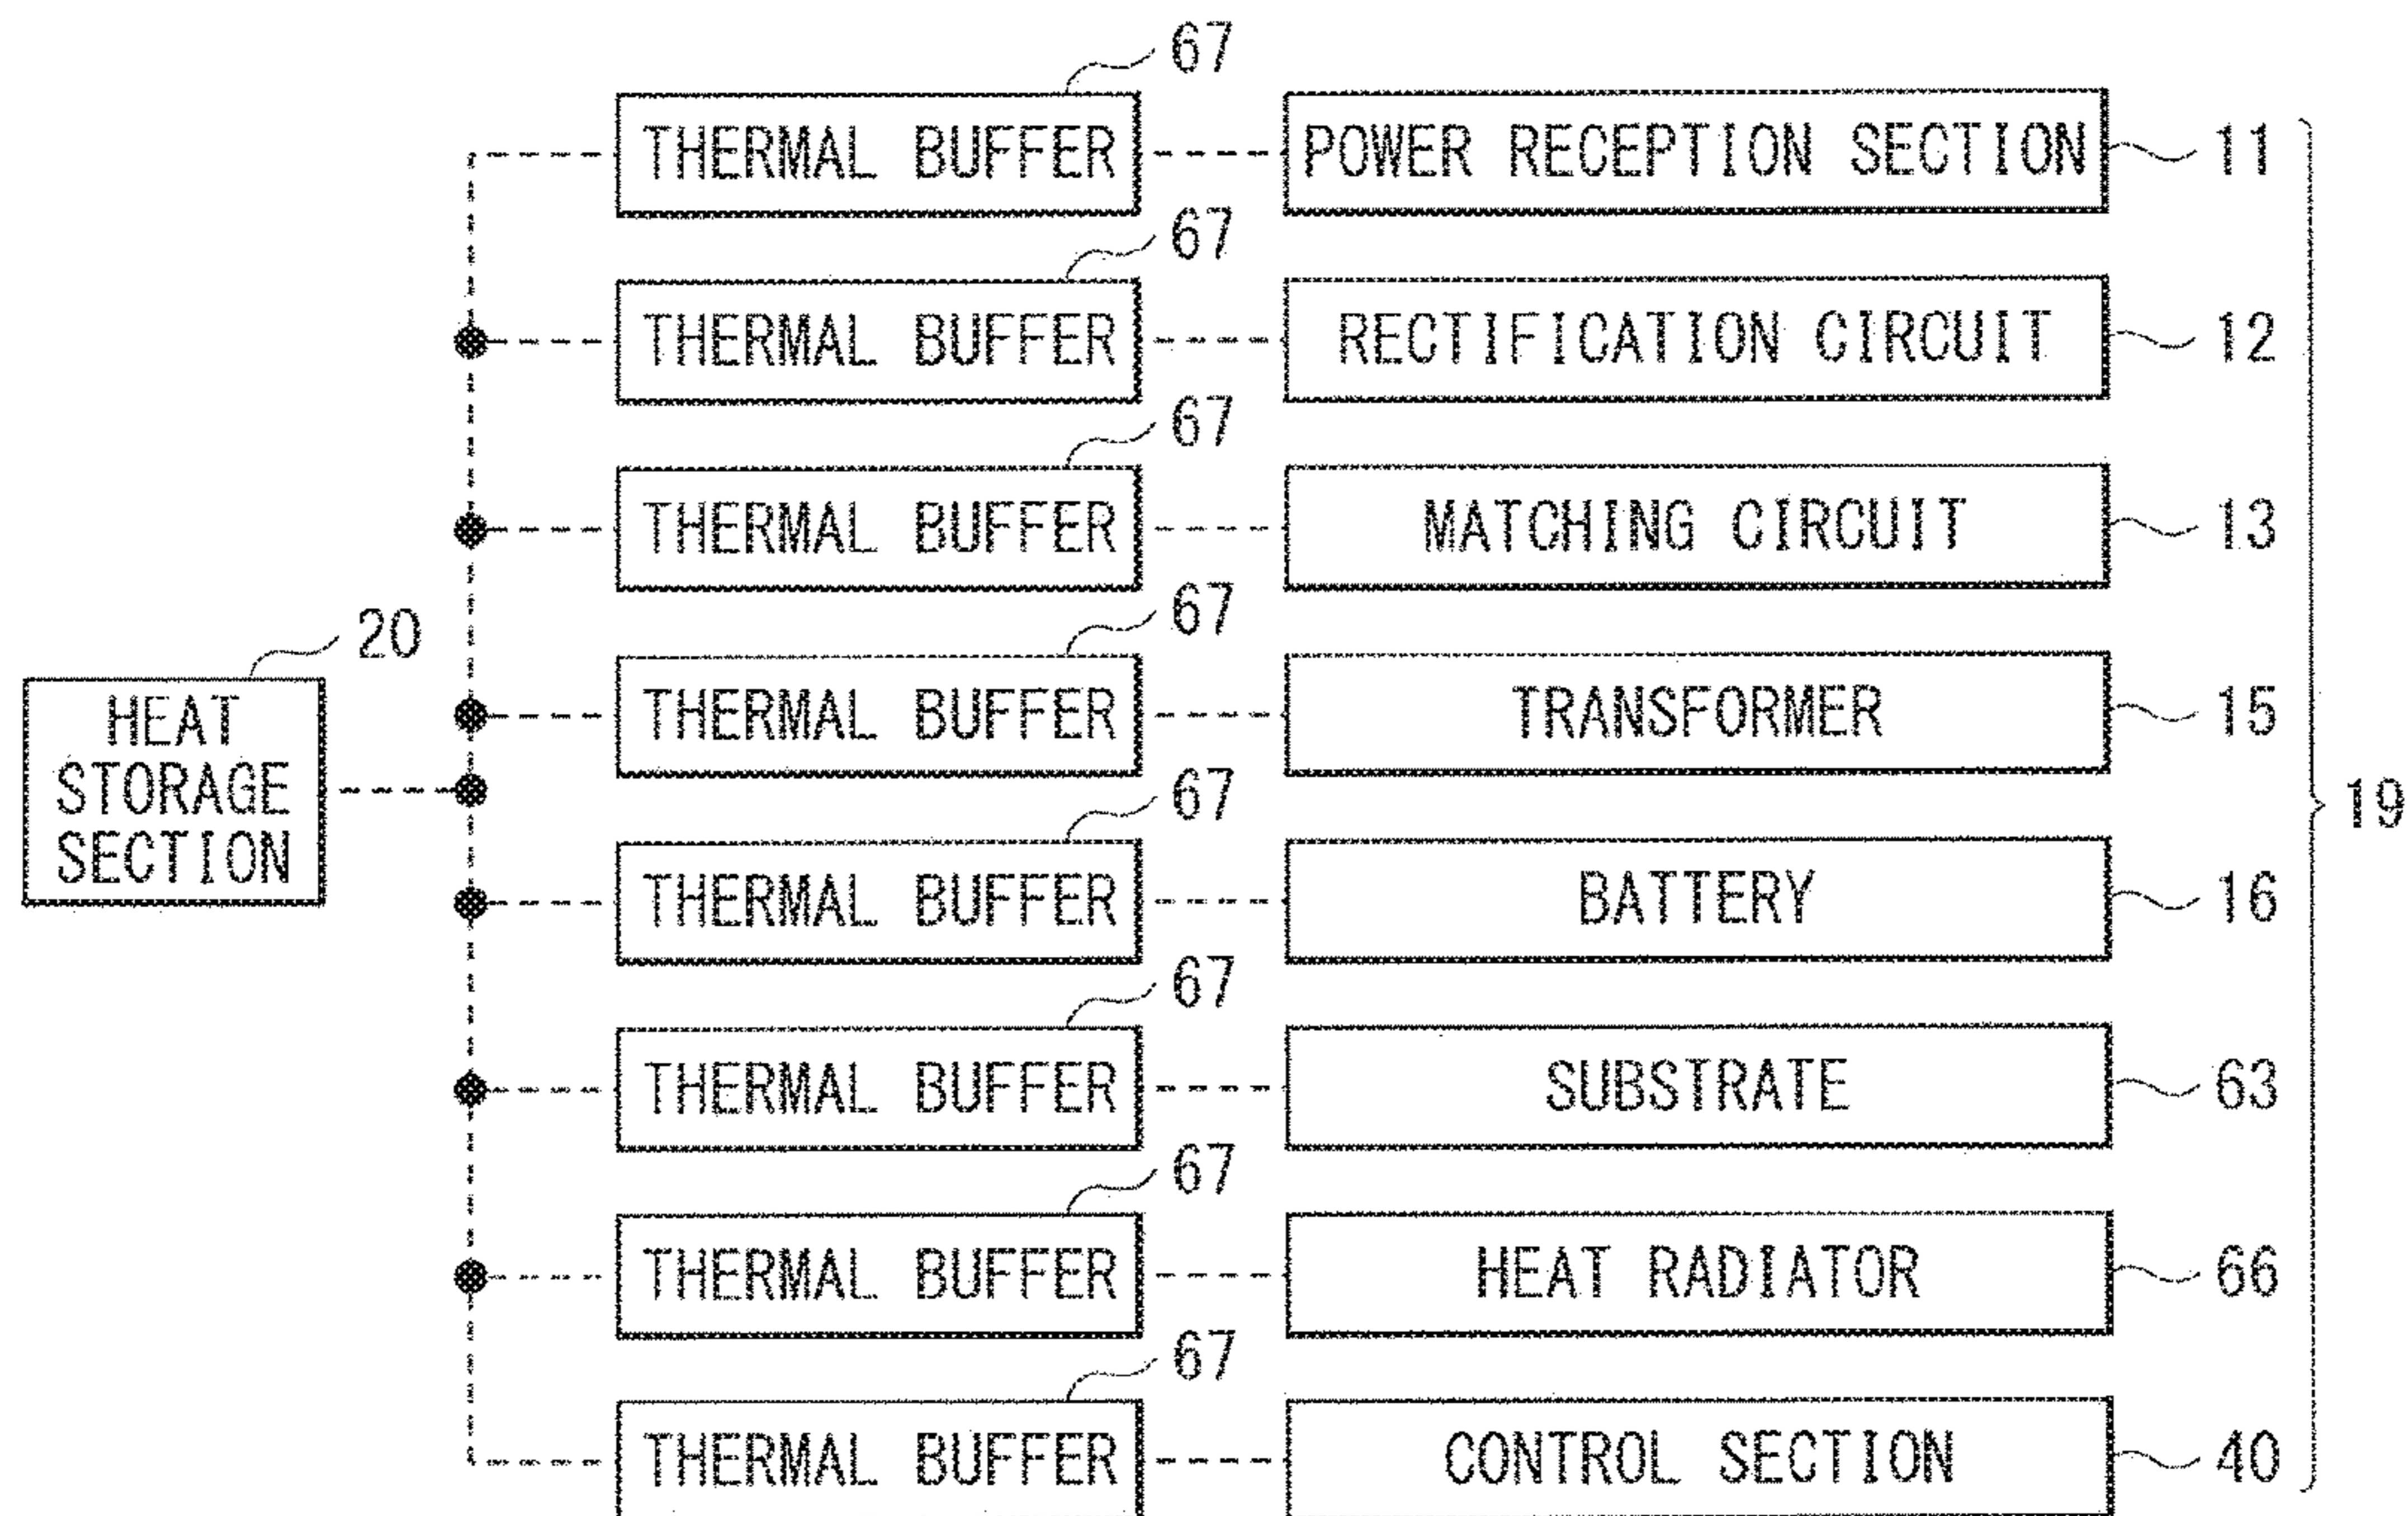 67
THERMAL BUFFER POWER RECEPTION SECTION 11
67
THERMAL BUFFER RECTIFICATION CIRCUIT 12
67
THERMAL BUFFER MATCHING CIRCUIT 13
67
20
THERMAL BUFFER TRANSFORMER 15
HEAT
STORAGE
SECTION
19
67
THERMAL BUFFER BATTERY 16
67
THERMAL BUFFER SUBSTRATE 63
67
THERMAL BUFFER HEAT RADIATOR 66
67
THERMAL BUFFER CONTROL SECTION 40